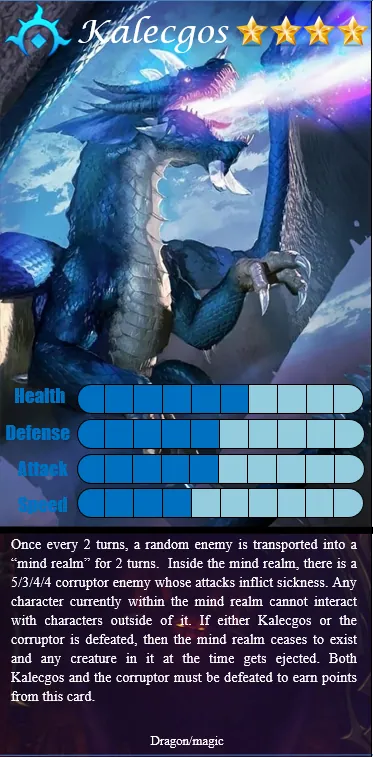 Kalecgos
Health
Defense
Attack
Speed
Once every 2 turns, a random enemy is transported into a
“mind realm” for 2 turns. Inside the mind realm, there is a
5/3/4/4 corruptor enemy whose attacks inflict sickness. Any
character currently within the mind realm cannot interact
with characters outside of it. If either Kalecgos or the
corruptor is defeated, then the mind realm ceases to exist
and any creature in it at the time gets ejected. Both
Kalecgos and the corruptor must be defeated to earn points
from this card.
Dragon/magic